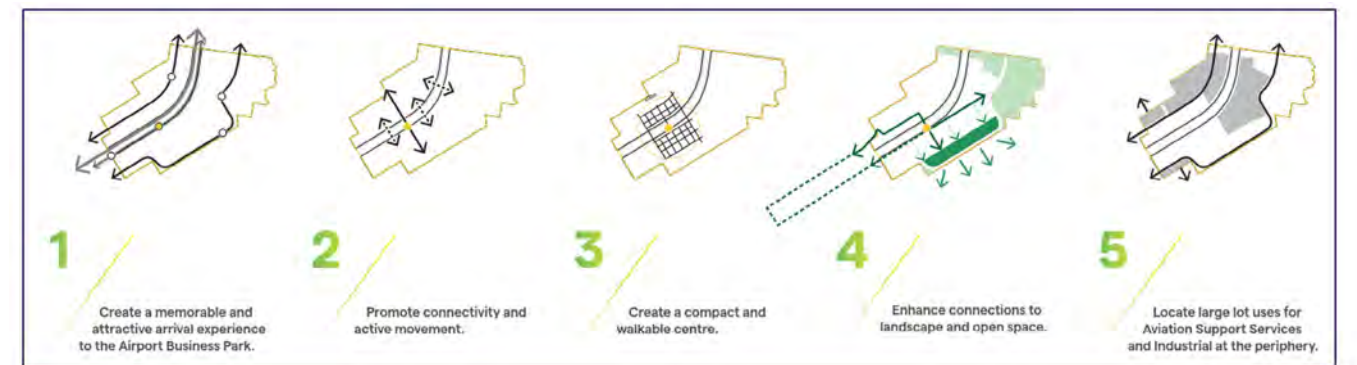 1
Create a memorable and
attractive arrival experience
to the Airport Business Park.
2
Promote connectivity and
active movement.
3
Create a compact and
walkable centre.
4
Enhance connections to
landscape and open space.
5
Locate large lot uses for
Aviation Support Services
and Industrial at the periphery.